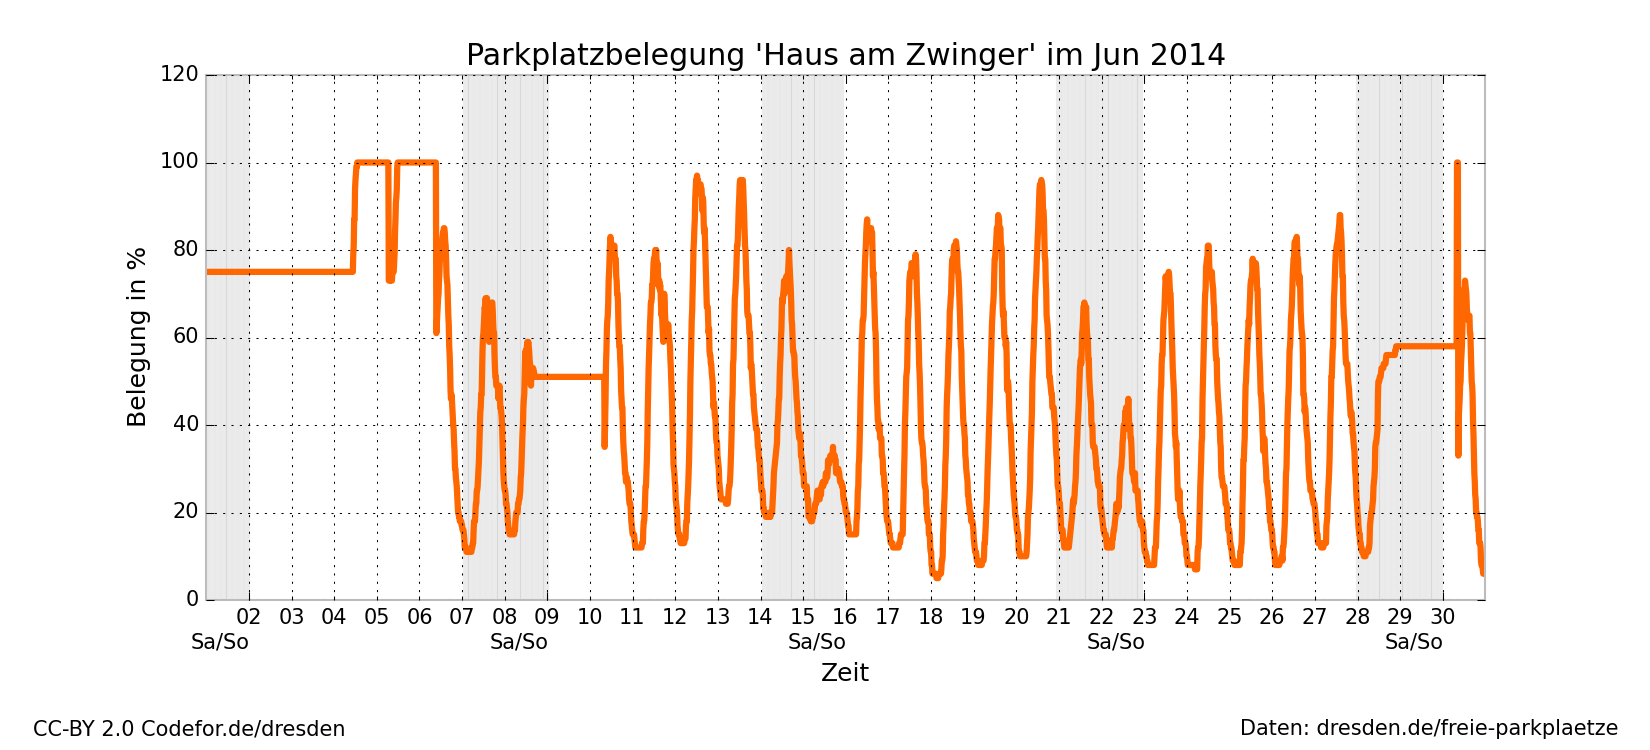 Parkplatzbelegung 'Haus am Zwinger' im Jun 2014
120
100
80
60
40
20
0
Belegung in %
02 03 04 05 06 07 08 09 10 11 12 13 14 15 16 17 18 19 20 21 22 23 24 25 26 27 28 29 30
Sa/So Sa/So Sa/So Sa/So Sa/So
Zeit
CC-BY 2.0 Codefor.de/dresden
Daten: dresden.de/freie-parkplaetze